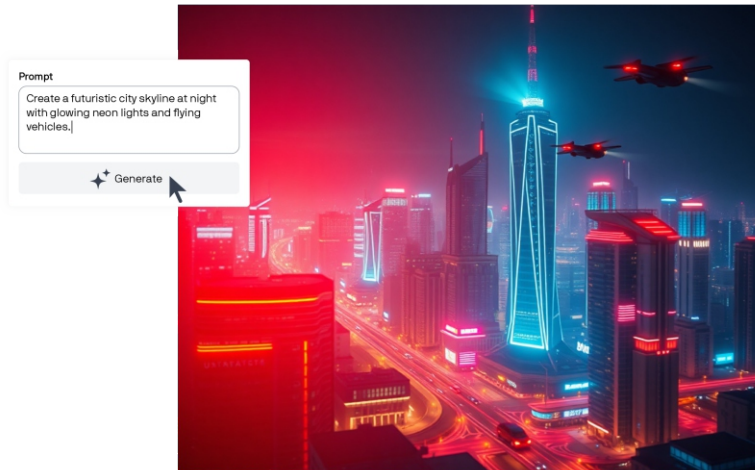 Prompt
Create a futuristic city skyline at night
with glowing neon lights and flying
vehicles.
Generate